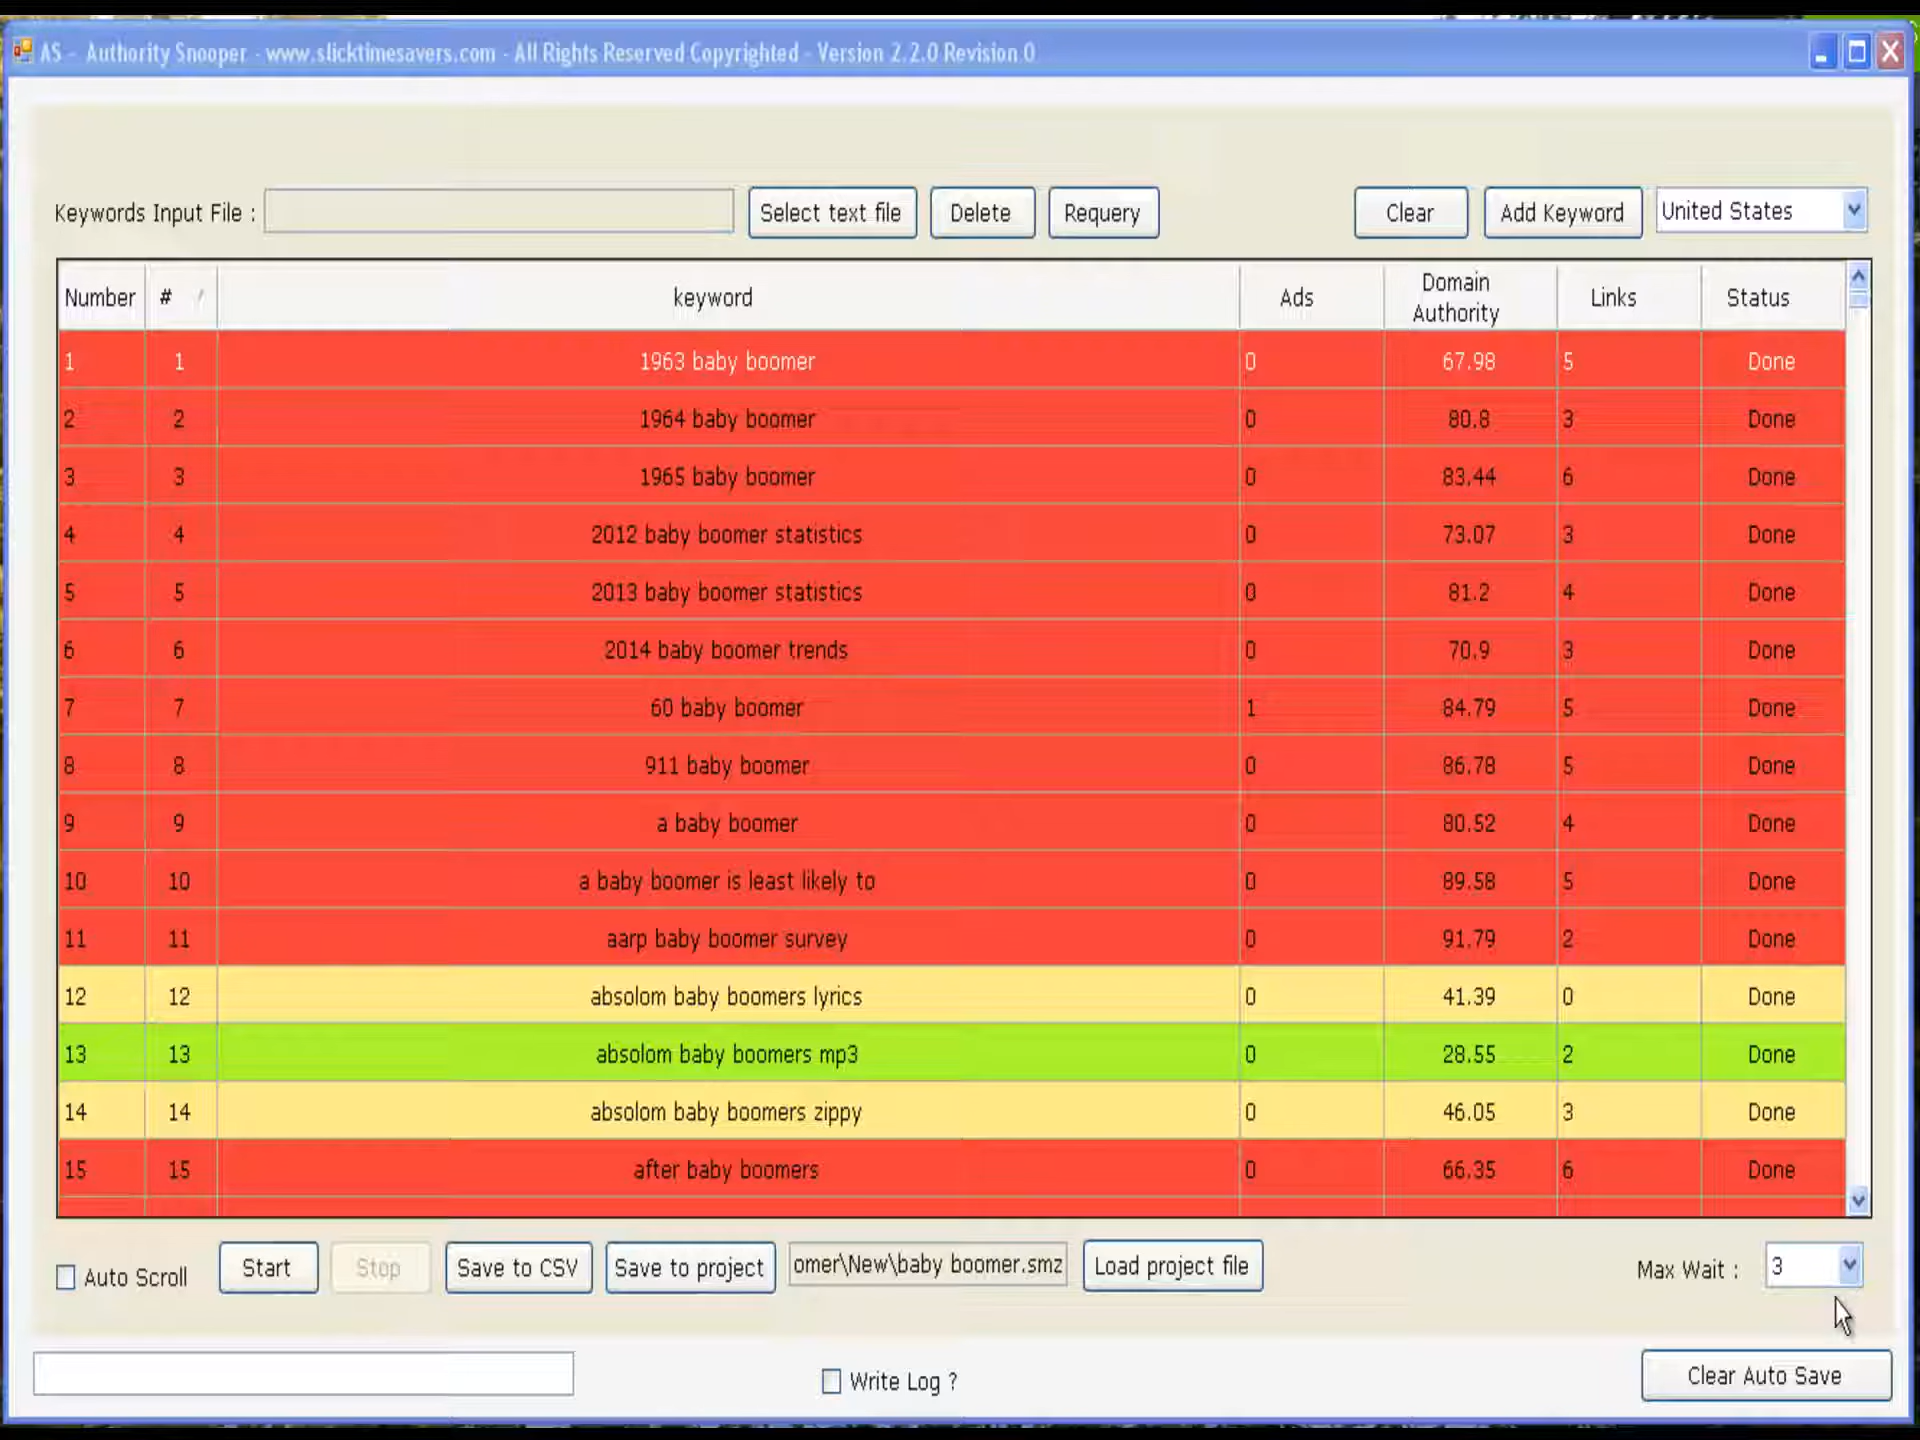 AS - Authority Snooper - www.slicktimesavers.com - All Rights Reserved Copyrighted - Version 2.2.0 Revision 0
Keywords Input File : Select text file Delete Requery Clear Add Keyword United States
Number # keyword Ads Domain Authority Links Status
1 1 1963 baby boomer 0 67.98 5 Done
2 2 1964 baby boomer 0 80.8 3 Done
3 3 1965 baby boomer 0 83.44 6 Done
4 4 2012 baby boomer statistics 0 73.07 3 Done
5 5 2013 baby boomer statistics 0 81.2 4 Done
6 6 2014 baby boomer trends 0 70.9 3 Done
7 7 60 baby boomer 1 84.79 5 Done
8 8 911 baby boomer 0 86.78 5 Done
9 9 a baby boomer 0 80.52 4 Done
10 10 a baby boomer is least likely to 0 89.58 5 Done
11 11 aarp baby boomer survey 0 91.79 2 Done
12 12 absolom baby boomers lyrics 0 41.39 0 Done
13 13 absolom baby boomers mp3 0 28.55 2 Done
14 14 absolom baby boomers zippy 0 46.05 3 Done
15 15 after baby boomers 0 66.35 6 Done
Auto Scroll Start Stop Save to CSV Save to project omer\New\baby boomer.smz Load project file Max Wait : 3
Write Log ? Clear Auto Save